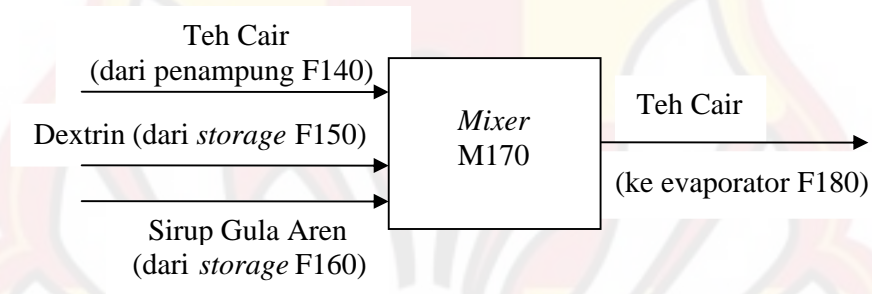 Teh Cair
(dari penampung F140)
Dextrin (dari storage F150)
Sirup Gula Aren
(dari storage F160)
Mixer
M170
Teh Cair
(ke evaporator F180)